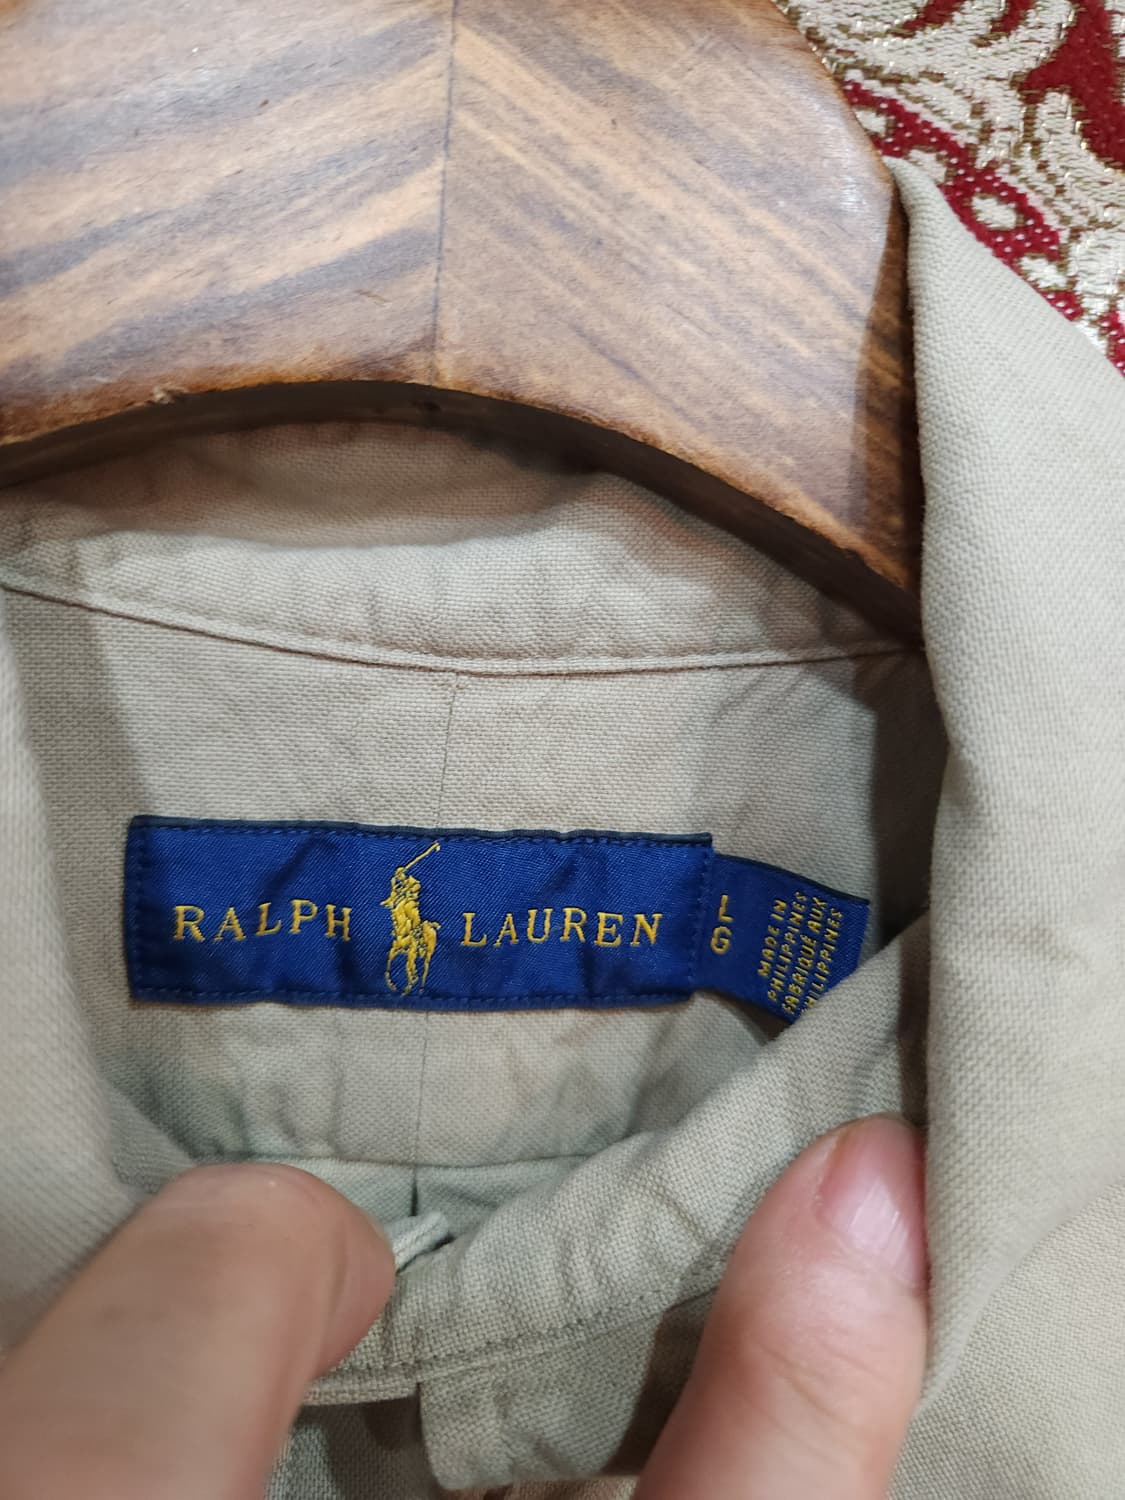 RALPH LAUREN
L
G
MADE IN
PHILIPPINES
FABRIQUÉ AUX
PHILIPPINES